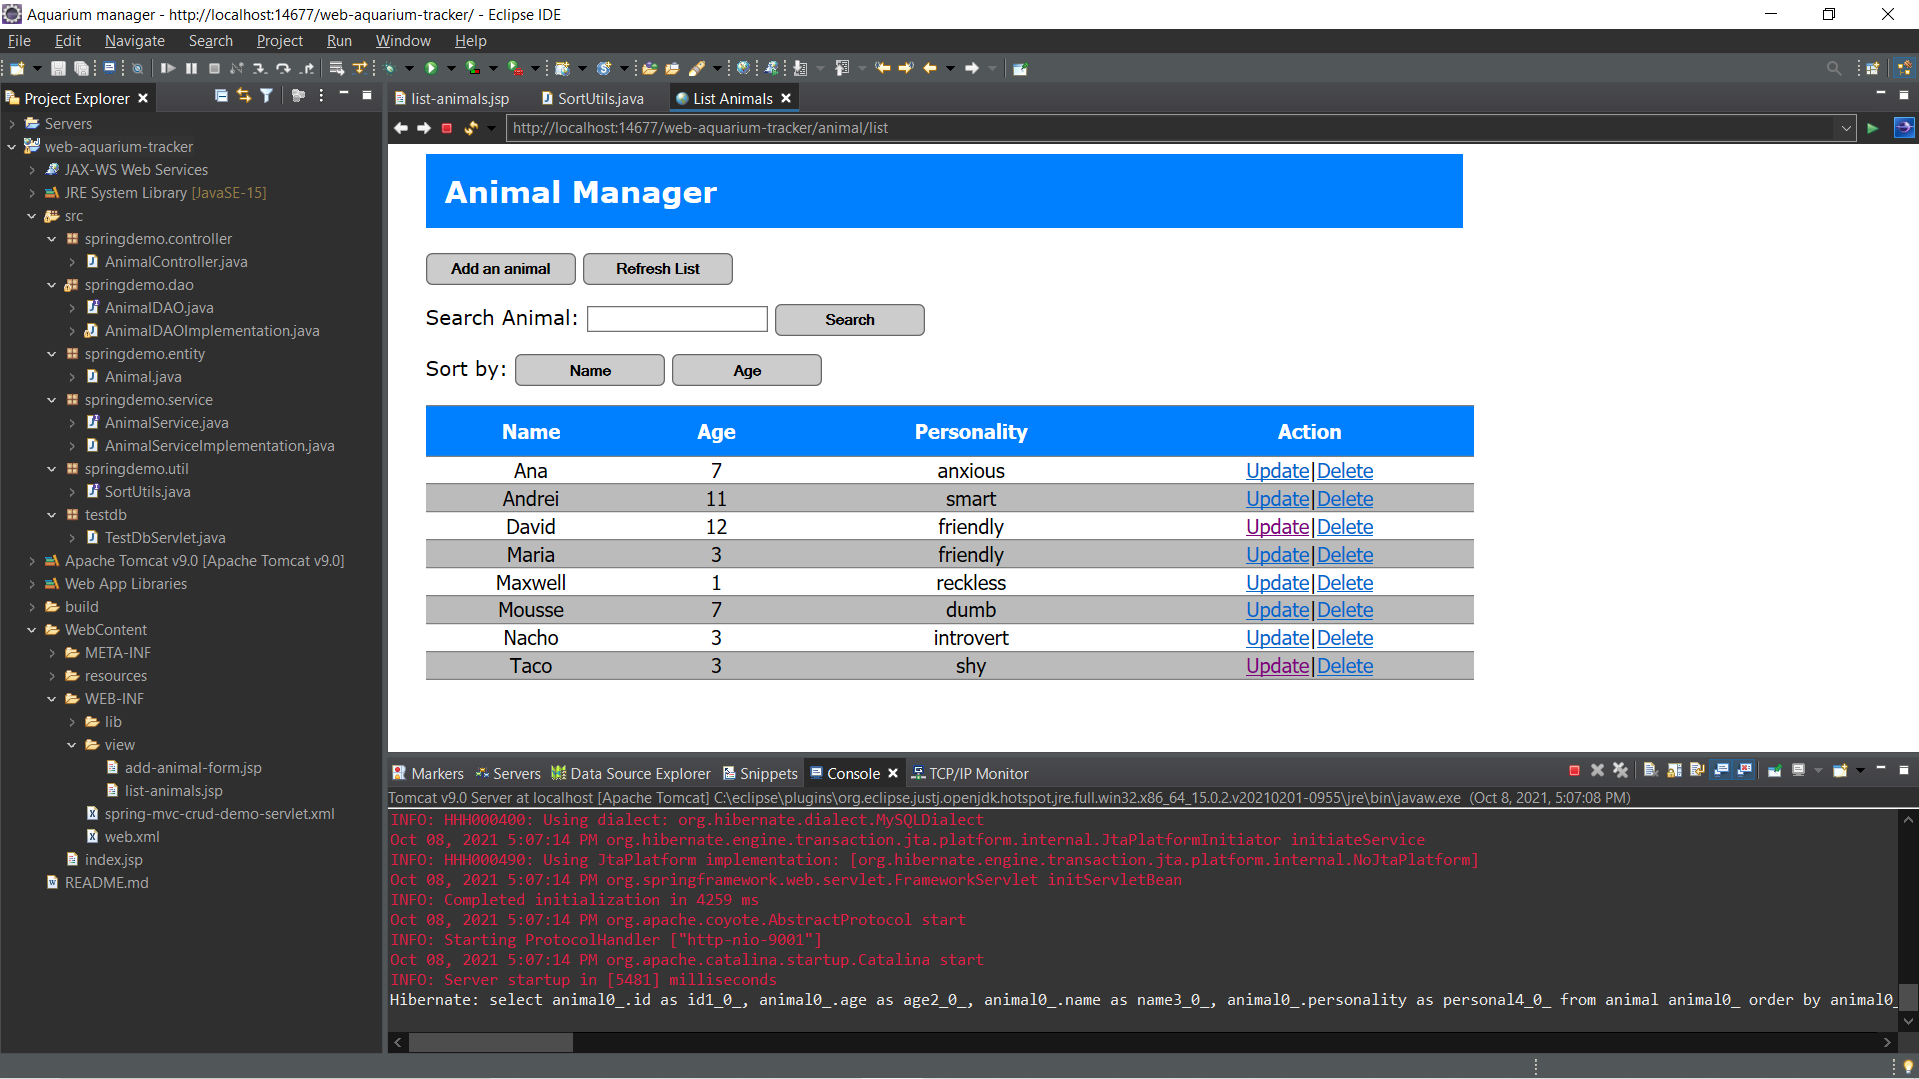 Aquarium manager - http://localhost:14677/web-aquarium-tracker/ - Eclipse IDE
File Edit Navigate Search Project Run Window Help
Project Explorer
Servers
web-aquarium-tracker
JAX-WS Web Services
JRE System Library [JavaSE-15]
src
springdemo.controller
AnimalController.java
springdemo.dao
AnimalDAO.java
AnimalDAOImplementation.java
springdemo.entity
Animal.java
springdemo.service
AnimalService.java
AnimalServiceImplementation.java
springdemo.util
SortUtils.java
testdb
TestDbServlet.java
Apache Tomcat v9.0 [Apache Tomcat v9.0]
Web App Libraries
build
WebContent
META-INF
resources
WEB-INF
lib
view
add-animal-form.jsp
list-animals.jsp
spring-mvc-crud-demo-servlet.xml
web.xml
index.jsp
README.md
list-animals.jsp SortUtils.java List Animals
http://localhost:14677/web-aquarium-tracker/animal/list
Animal Manager
Add an animal Refresh List
Search Animal: Search
Sort by: Name Age
Name Age Personality Action
Ana 7 anxious Update|Delete
Andrei 11 smart Update|Delete
David 12 friendly Update|Delete
Maria 3 friendly Update|Delete
Maxwell 1 reckless Update|Delete
Mousse 7 dumb Update|Delete
Nacho 3 introvert Update|Delete
Taco 3 shy Update|Delete
Markers Servers Data Source Explorer Snippets Console TCP/IP Monitor
Tomcat v9.0 Server at localhost [Apache Tomcat] C:\eclipse\plugins\org.eclipse.justj.openjdk.hotspot.jre.full.win32.x86_64_15.0.2.v20210201-0955\jre\bin\javaw.exe (Oct 8, 2021, 5:07:08 PM)
INFO: HHH000400: Using dialect: org.hibernate.dialect.MySQLDialect
Oct 08, 2021 5:07:14 PM org.hibernate.engine.transaction.jta.platform.internal.JtaPlatformInitiator initiateService
INFO: HHH000490: Using JtaPlatform implementation: [org.hibernate.engine.transaction.jta.platform.internal.NoJtaPlatform]
Oct 08, 2021 5:07:14 PM org.springframework.web.servlet.FrameworkServlet initServletBean
INFO: Completed initialization in 4259 ms
Oct 08, 2021 5:07:14 PM org.apache.coyote.AbstractProtocol start
INFO: Starting ProtocolHandler ["http-nio-9001"]
Oct 08, 2021 5:07:14 PM org.apache.catalina.startup.Catalina start
INFO: Server startup in [5481] milliseconds
Hibernate: select animal0_.id as id1_0_, animal0_.age as age2_0_, animal0_.name as name3_0_, animal0_.personality as personal4_0_ from animal animal0_ order by animal0_